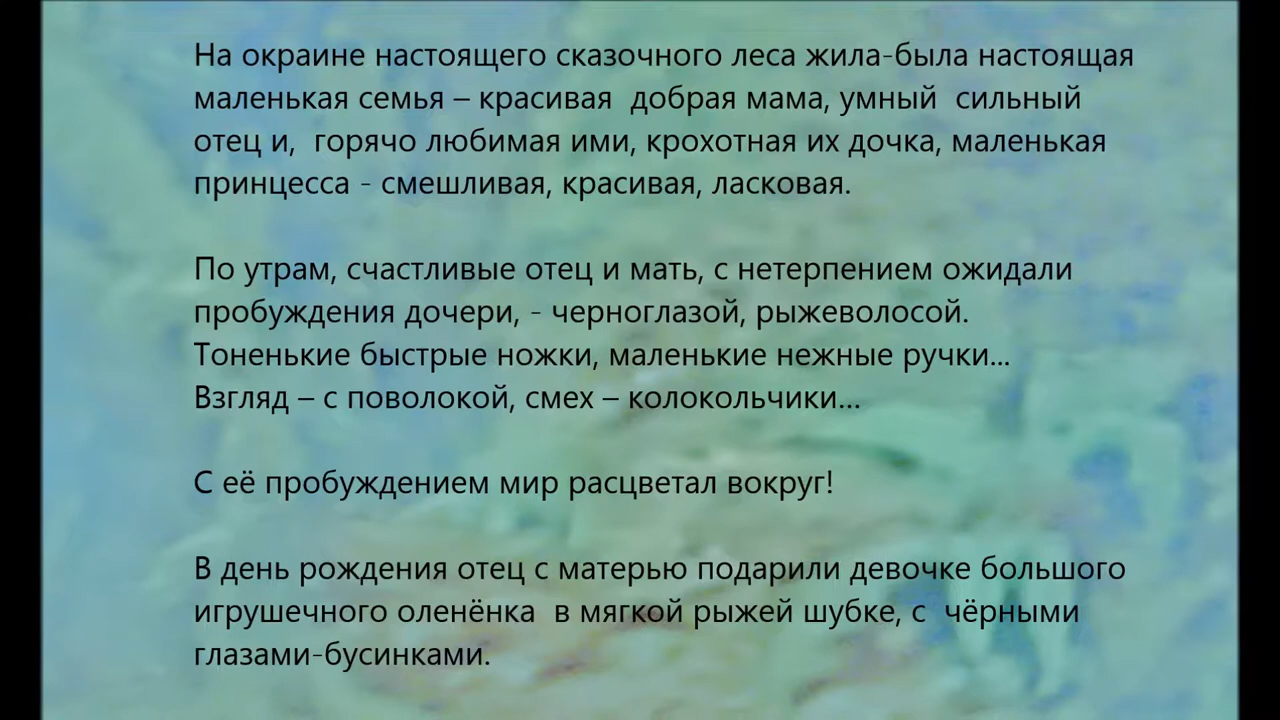 На окраине настоящего сказочного леса жила-была настоящая
маленькая семья – красивая  добрая мама, умный  сильный
отец и,  горячо любимая ими, крохотная их дочка, маленькая
принцесса - смешливая, красивая, ласковая.
По утрам, счастливые отец и мать, с нетерпением ожидали
пробуждения дочери, - черноглазой, рыжеволосой.
Тоненькие быстрые ножки, маленькие нежные ручки...
Взгляд – с поволокой, смех – колокольчики...
С её пробуждением мир расцветал вокруг!
В день рождения отец с матерью подарили девочке большого
игрушечного оленёнка  в мягкой рыжей шубке, с  чёрными
глазами-бусинками.